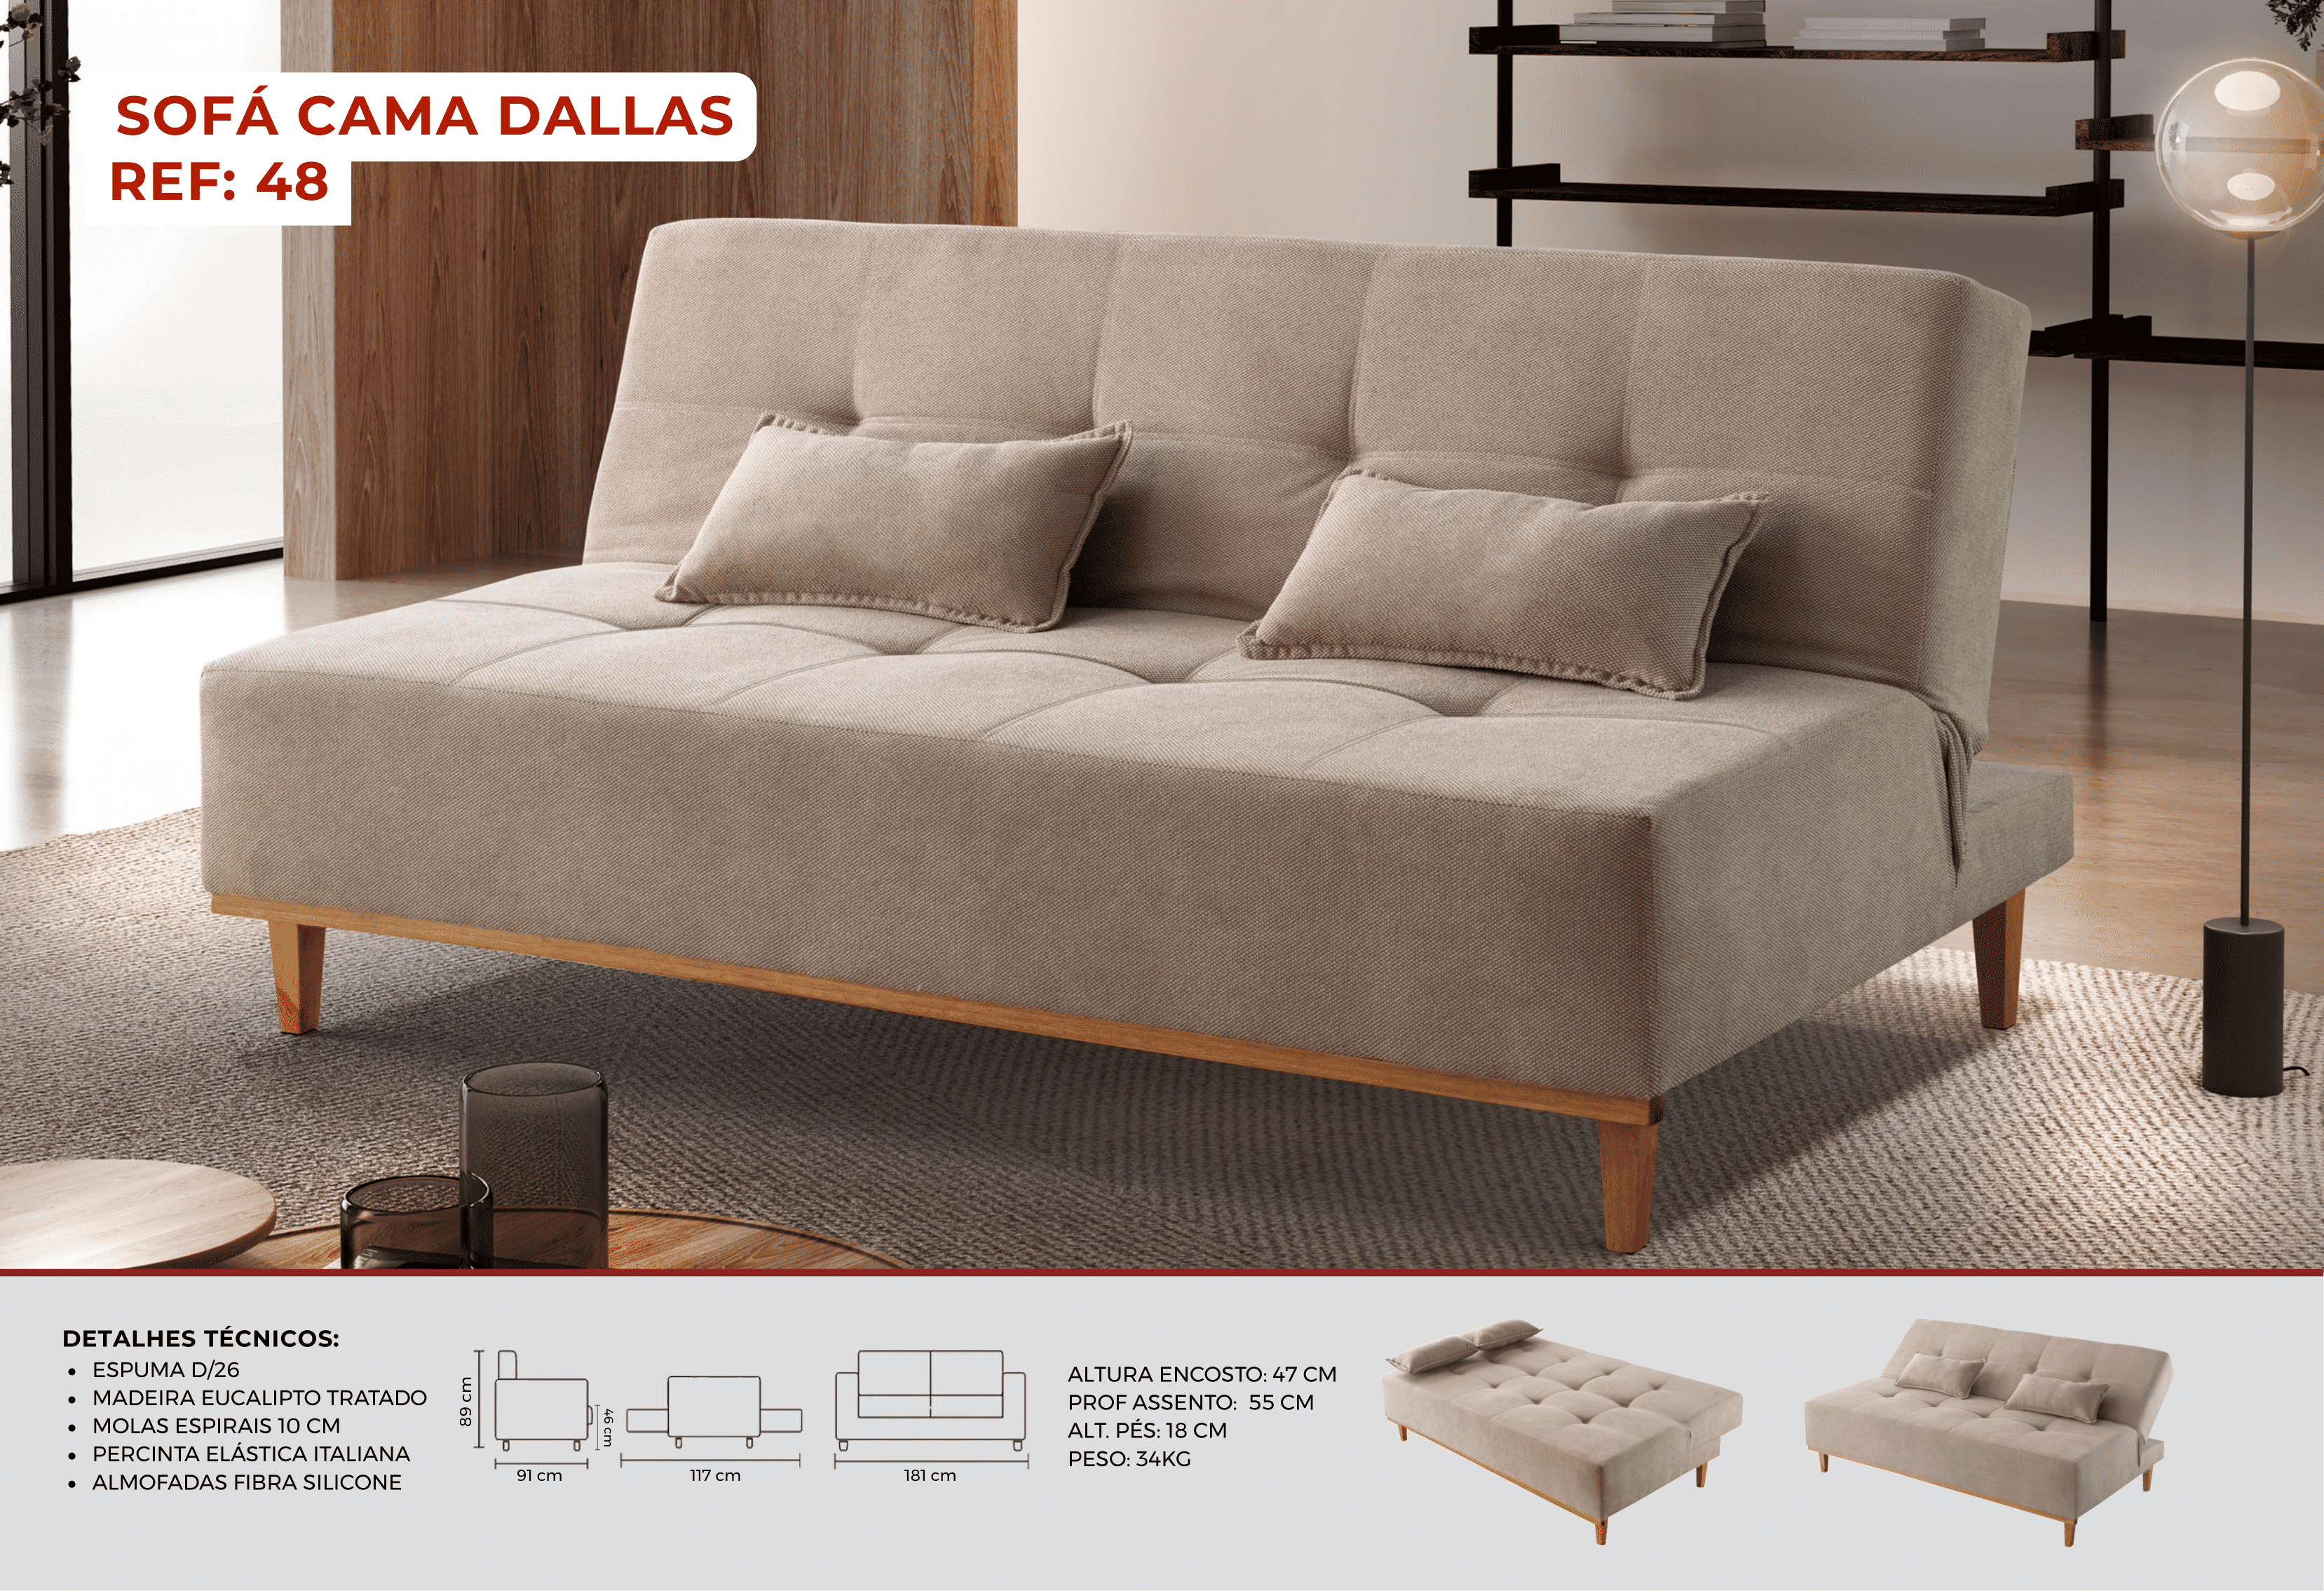 SOFÁ CAMA DALLAS
REF: 48
DETALHES TÉCNICOS:
• ESPUMA D/26
• MADEIRA EUCALIPTO TRATADO
• MOLAS ESPIRAIS 10 CM
• PERCINTA ELÁSTICA ITALIANA
• ALMOFADAS FIBRA SILICONE
89 cm
91 cm
46 cm
117 cm
181 cm
ALTURA ENCOSTO: 47 CM
PROF ASSENTO: 55 CM
ALT. PÉS: 18 CM
PESO: 34KG